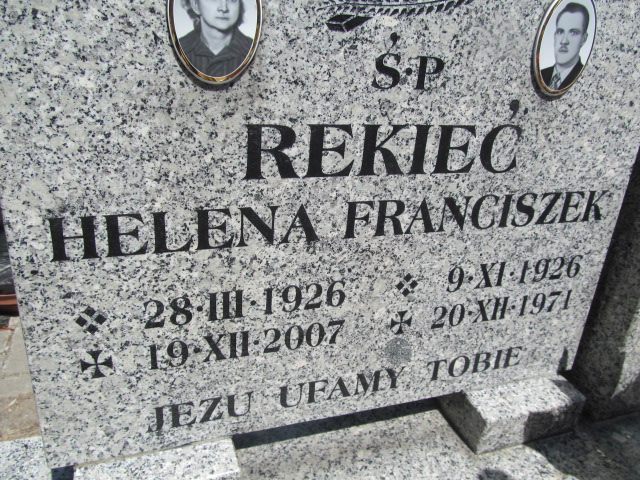 Ś·P
REKIEĆ
HELENA FRANCISZEK
28·III·1926 9·XI·1926
19·XII·2007 20·XII·1971
JEZU UFAMY TOBIE